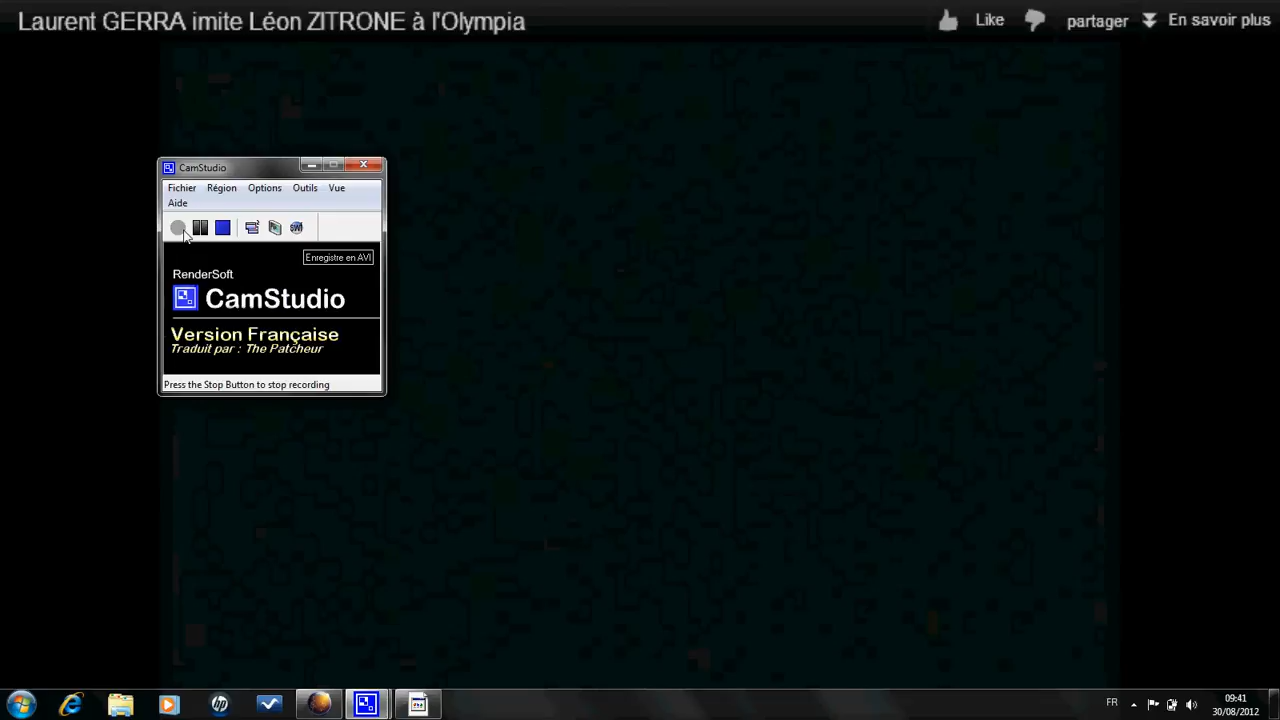 Laurent GERRA imite Léon ZITRONE à l'Olympia
Like
partager
En savoir plus
CamStudio
Fichier Région Options Outils Vue
Aide
Enregistre en AVI
RenderSoft
CamStudio
Version Française
Traduit par : The Patcheur
Press the Stop Button to stop recording
FR
09:41
30/08/2012